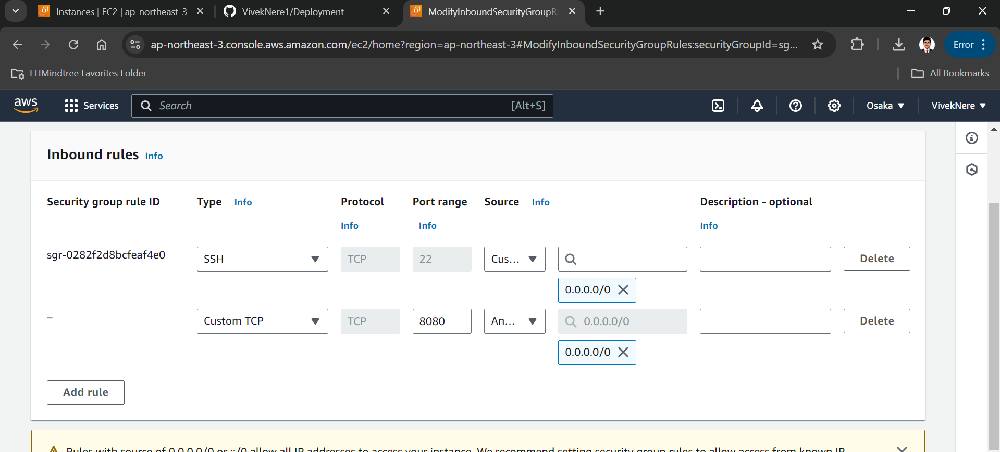 Instances | EC2 | ap-northeast-3
VivekNere1/Deployment
ModifyInboundSecurityGroupRu
ap-northeast-3.console.aws.amazon.com/ec2/home?region=ap-northeast-3#ModifyInboundSecurityGroupRules:securityGroupId=sg...
Error
LTIMindtree Favorites Folder
All Bookmarks
aws
Services
Search
[Alt+S]
Osaka
VivekNere
Inbound rules Info
Security group rule ID
Type Info
Protocol
Info
Port range
Info
Source Info
Description - optional
Info
sgr-0282f2d8bcfeaf4e0
SSH
TCP
22
Cus...
Delete
0.0.0.0/0
–
Custom TCP
TCP
8080
An...
0.0.0.0/0
Delete
0.0.0.0/0
Add rule
Rules with source of 0.0.0.0/0 or ::/0 allow all IP addresses to access your instance. We recommend setting security group rules to allow access from known IP